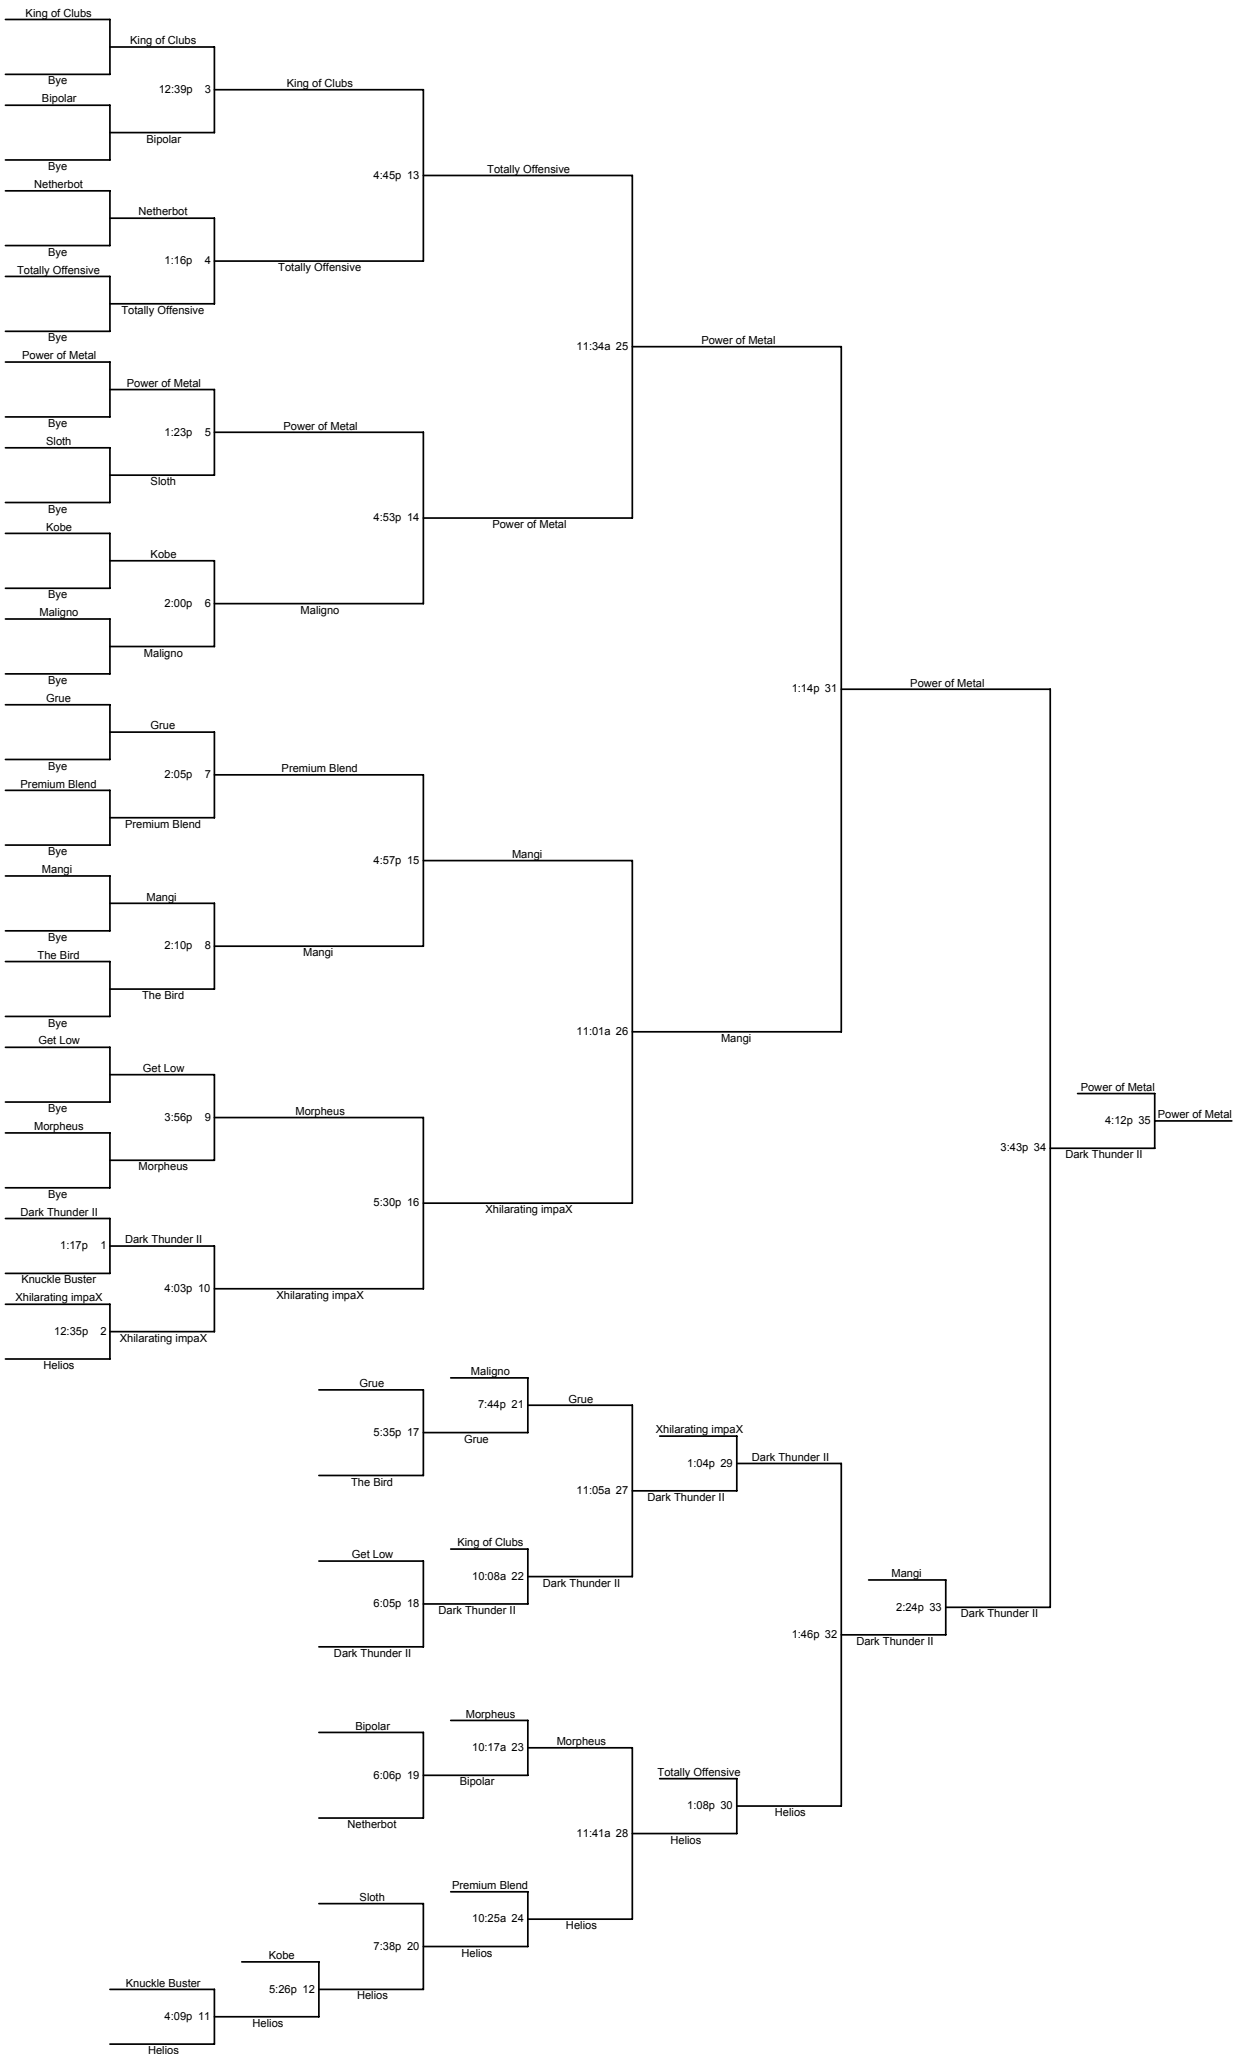 King of Clubs
King of Clubs
Bye
12:39p 3
King of Clubs
Bipolar
Bipolar
Bye
4:45p 13
Totally Offensive
Netherbot
Netherbot
Bye
1:16p 4
Totally Offensive
Totally Offensive
Totally Offensive
Bye
11:34a 25
Power of Metal
Power of Metal
Power of Metal
Bye
1:23p 5
Power of Metal
Sloth
Sloth
Bye
4:53p 14
Power of Metal
Kobe
Kobe
Bye
2:00p 6
Maligno
Maligno
Maligno
Bye
1:14p 31
Power of Metal
Grue
Grue
Bye
2:05p 7
Premium Blend
Premium Blend
Premium Blend
Bye
4:57p 15
Mangi
Mangi
Mangi
Bye
2:10p 8
Mangi
The Bird
The Bird
Bye
11:01a 26
Mangi
Get Low
Get Low
Bye
3:56p 9
Morpheus
Morpheus
Morpheus
Bye
5:30p 16
Xhilarating impaX
Dark Thunder II
1:17p 1
Dark Thunder II
Knuckle Buster
4:03p 10
Xhilarating impaX
Xhilarating impaX
12:35p 2
Xhilarating impaX
Helios
Power of Metal
4:12p 35
Power of Metal
3:43p 34
Dark Thunder II
Grue
Maligno
7:44p 21
Grue
5:35p 17
Grue
The Bird
Xhilarating impaX
1:04p 29
Dark Thunder II
11:05a 27
Dark Thunder II
Get Low
King of Clubs
10:08a 22
Dark Thunder II
6:05p 18
Dark Thunder II
Dark Thunder II
Mangi
2:24p 33
Dark Thunder II
1:46p 32
Dark Thunder II
Bipolar
Morpheus
10:17a 23
Morpheus
6:06p 19
Bipolar
Netherbot
Totally Offensive
1:08p 30
Helios
11:41a 28
Helios
Sloth
Premium Blend
10:25a 24
Helios
7:38p 20
Helios
Kobe
5:26p 12
Helios
Knuckle Buster
4:09p 11
Helios
Helios